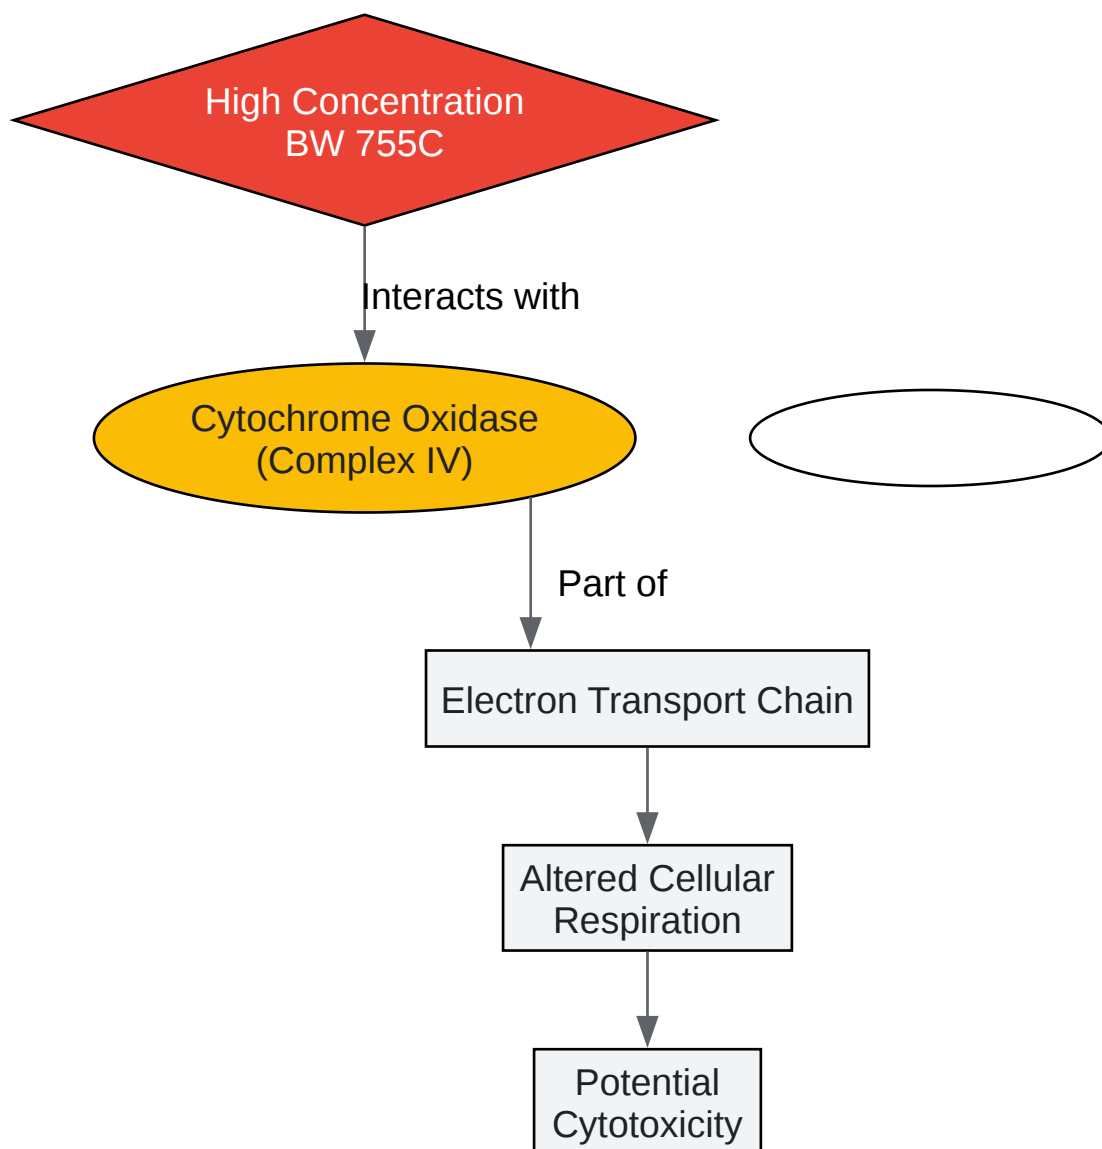 High Concentration
BW 755C
Interacts with
Cytochrome Oxidase
(Complex IV)
Part of
Electron Transport Chain
Altered Cellular
Respiration
Potential
Cytotoxicity